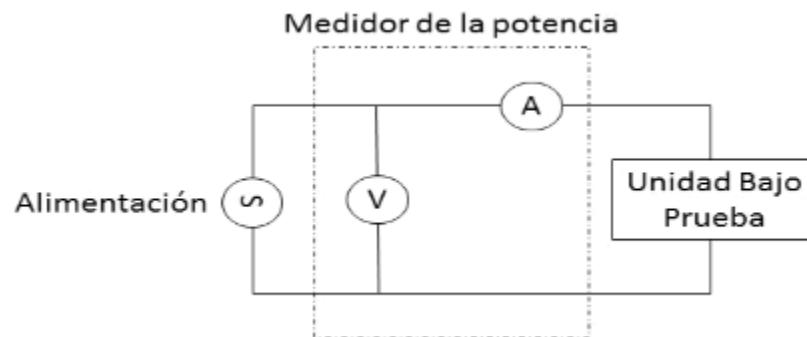 Medidor de la potencia
A
Alimentación
S
V
Unidad Bajo
Prueba